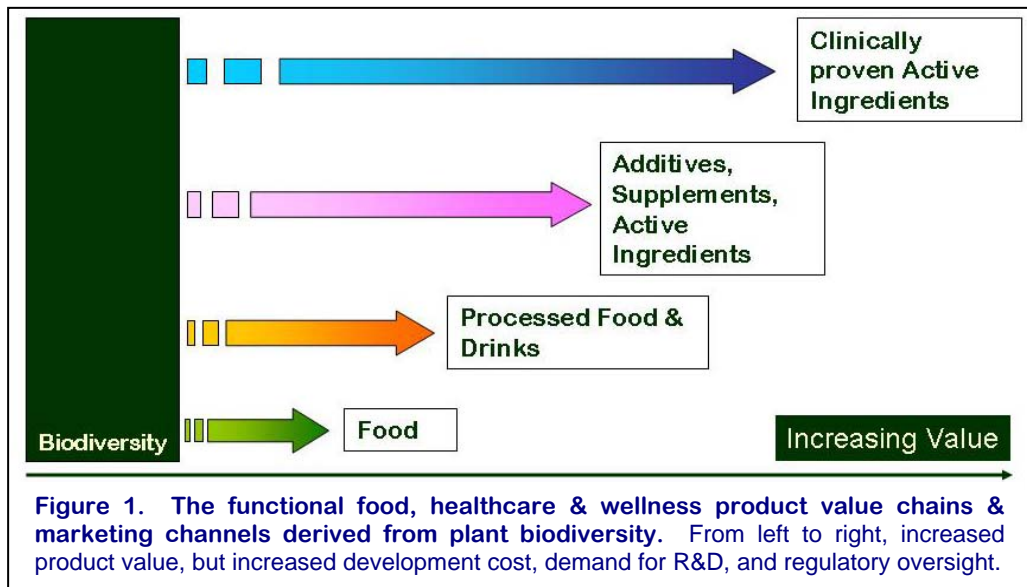 Clinically
proven Active
Ingredients
Additives,
Supplements,
Active
Ingredients
Processed Food &
Drinks
Food
Biodiversity
Increasing Value
Figure 1. The functional food, healthcare & wellness product value chains &
marketing channels derived from plant biodiversity. From left to right, increased
product value, but increased development cost, demand for R&D, and regulatory oversight.